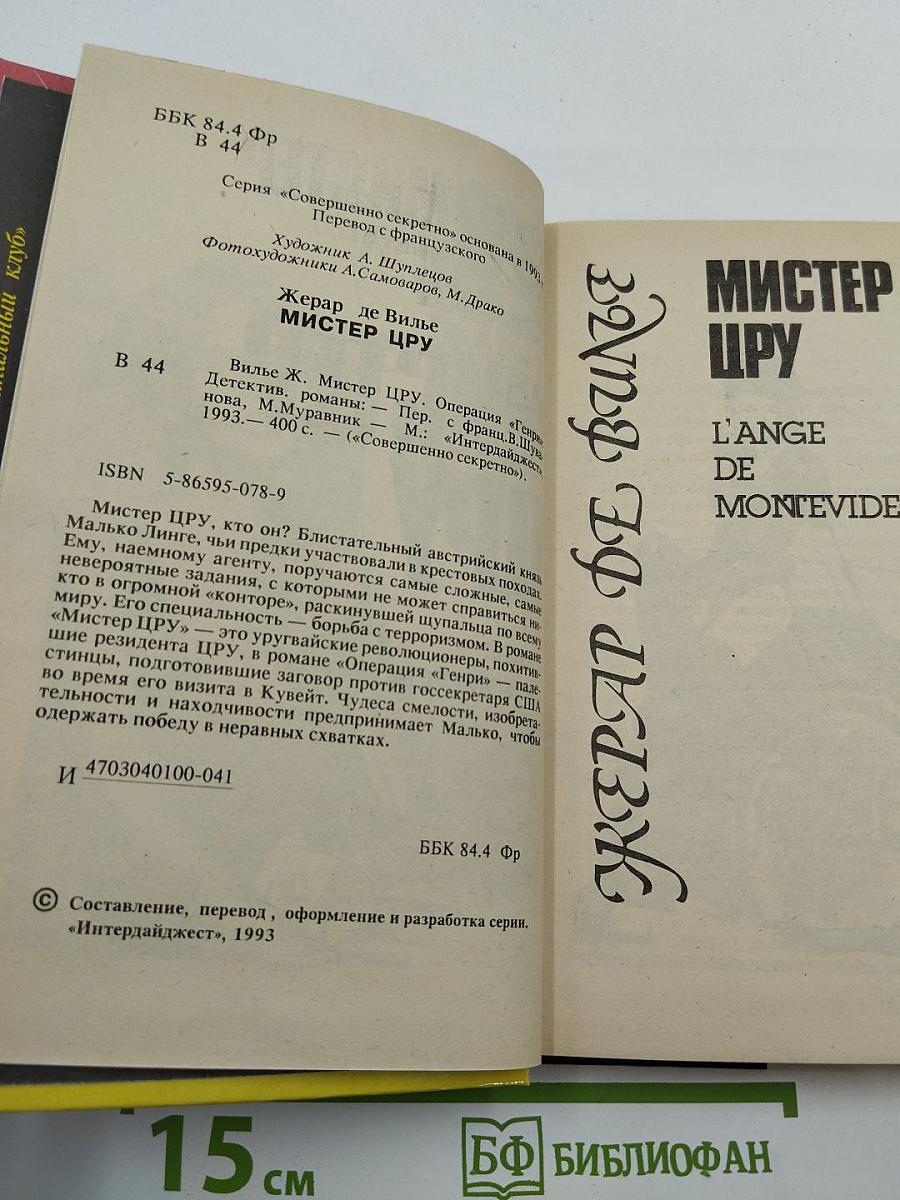 ББК 84.4 Фр
В 44
Серия «Совершенно секретно» основана в 1993
Перевод с французского
Художник А. Шуплецов
Фотохудожники А.Самоваров, М.Драко
Жерар де Вилье
МИСТЕР ЦРУ
В 44
Вилье Ж. Мистер ЦРУ. Операция «Генри»
Детектив. романы: — Пер. с франц.В.Шува-
нова, М.Муравник — М.: «Интердайджест»
1993.— 400 с. — («Совершенно секретно»).
ISBN 5-86595-078-9
Мистер ЦРУ, кто он? Блистательный австрийский князь
Малько Линге, чьи предки участвовали в крестовых походах.
Ему, наемному агенту, поручаются самые сложные, самые
невероятные задания, с которыми не может справиться ни-
кто в огромной «конторе», раскинувшей щупальца по всему
миру. Его специальность — борьба с терроризмом. В романе
«Мистер ЦРУ» — это уругвайские революционеры, похитив-
шие резидента ЦРУ, в романе «Операция «Генри» — пале-
стинцы, подготовившие заговор против госсекретаря США
во время его визита в Кувейт. Чудеса смелости, изобрета-
тельности и находчивости предпринимает Малько, чтобы
одержать победу в неравных схватках.
И 4703040100-041
ББК 84.4 Фр
© Составление, перевод, оформление и разработка серии.
«Интердайджест», 1993
ЖЕРАР ДЕ ВИЛЬЕ
МИСТЕР
ЦРУ
L'ANGE
DE
MONTEVIDE
клуб»
15 см
БФ БИБЛИОФАН